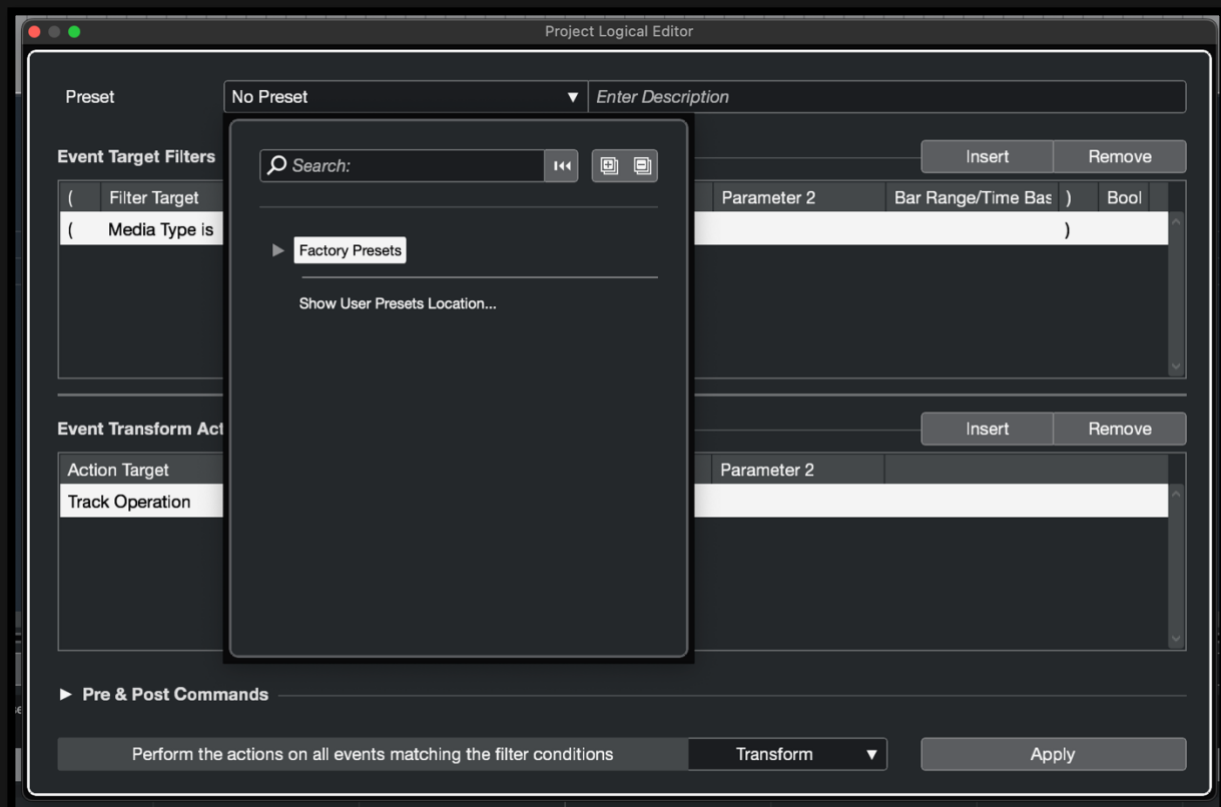 Project Logical Editor
Preset No Preset Enter Description
Event Target Filters Insert Remove
Search:
( Filter Target Parameter 2 Bar Range/Time Bas ) Bool
( Media Type is )
Factory Presets
Show User Presets Location...
Event Transform Act Insert Remove
Action Target Parameter 2
Track Operation
Pre & Post Commands
Perform the actions on all events matching the filter conditions Transform Apply